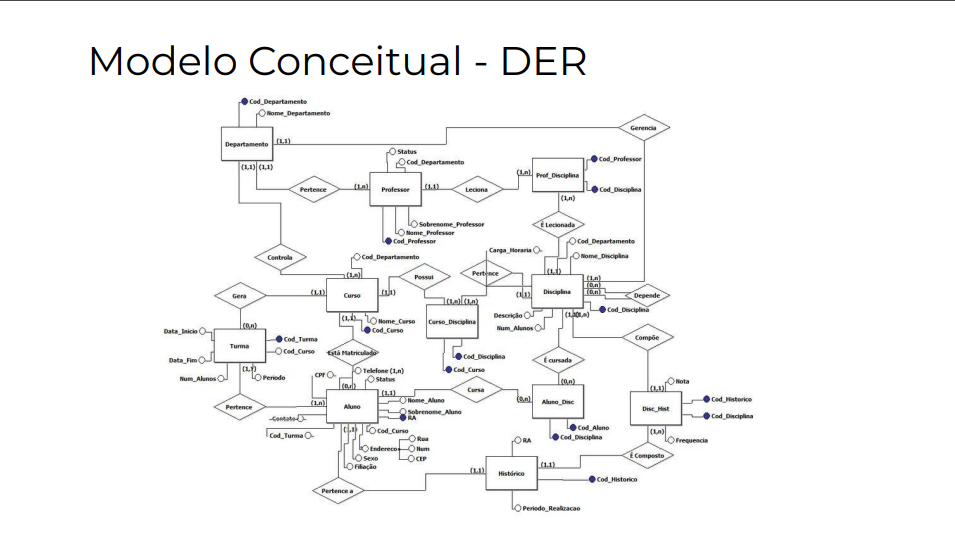 Modelo Conceitual - DER
Cod_Departamento
Nome_Departamento
Departamento
(1,1)
Gerencia
(1,1) (1,1)
Status
Cod_Departamento
Pertence
(1,n)
Professor
(1,1)
Leciona
(1,n)
Prof_Disciplina
Cod_Professor
Cod_Disciplina
(1,n)
Sobrenome_Professor
Nome_Professor
Cod_Professor
É Lecionada
Controla
Cod_Departamento
(1,n)
Possui
Carga_Horaria
Cod_Departamento
Nome_Disciplina
Pertence
(1,1)
Gera
(1,1)
Curso
(1,1)
(1,n) (1,n)
(1,1)
Disciplina
(1,n)
(0,n)
(0,n)
Depende
Cod_Disciplina
(1,1)
Nome_Curso
Cod_Curso
Curso_Disciplina
Descrição
Num_Alunos
(1,n)
Data_Inicio
(0,n)
Turma
Cod_Turma
Cod_Curso
Data_Fim
Num_Alunos
(1,1)
Periodo
Está Matriculado
Cod_Disciplina
Cod_Curso
É cursada
Compõe
CPF
Telefone (1,n)
Status
(0,n)
(1,1)
Cursa
(0,n)
(0,n)
Aluno_Disc
(1,1)
Nota
Disc_Hist
Cod_Historico
Cod_Disciplina
Pertence
(1,n)
Aluno
Nome_Aluno
Sobrenome_Aluno
RA
Contato
Cod_Turma
Cod_Curso
Cod_Aluno
Cod_Disciplina
(1,n)
Frequencia
Endereco
Rua
Num
CEP
Sexo
Filiação
RA
É Composto
(1,1)
Histórico
(1,1)
Cod_Historico
Pertence a
Periodo_Realizacao